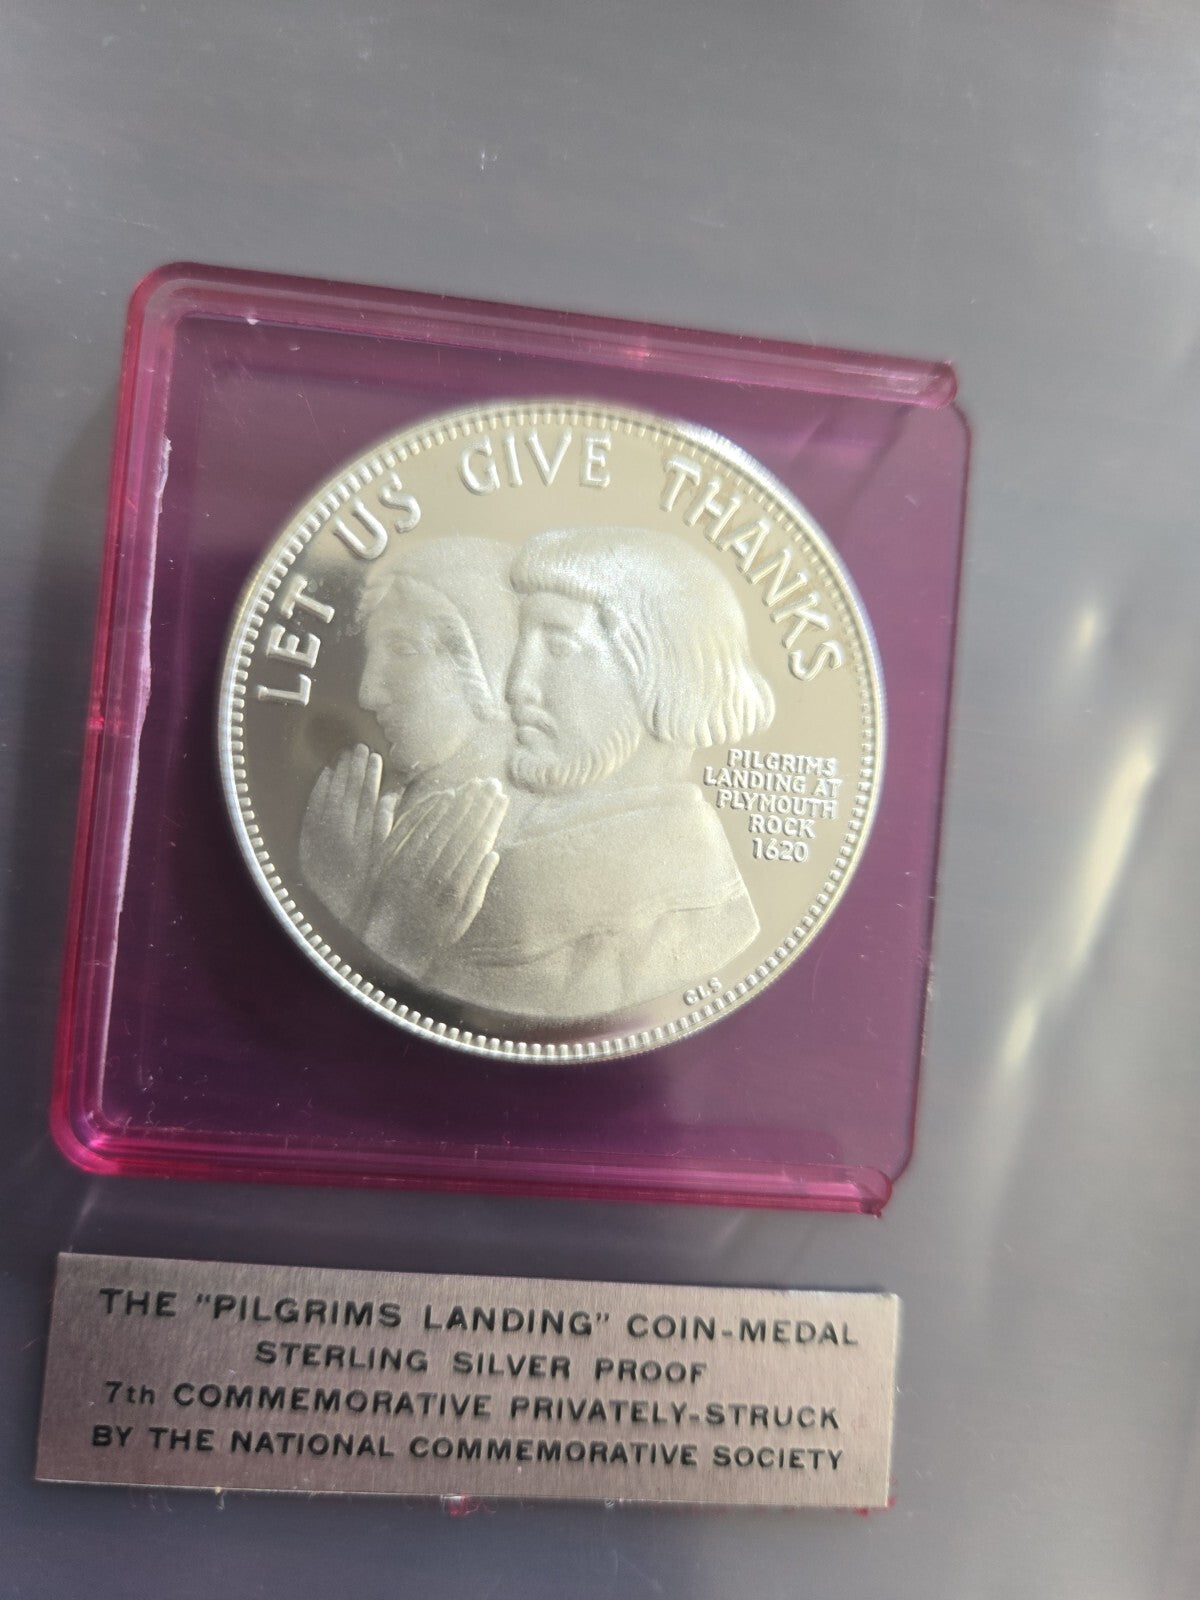 LET US GIVE THANKS
PILGRIMS
LANDING AT
PLYMOUTH
ROCK
1620
GLS
THE "PILGRIMS LANDING" COIN-MEDAL
STERLING SILVER PROOF
7th COMMEMORATIVE PRIVATELY-STRUCK
BY THE NATIONAL COMMEMORATIVE SOCIETY